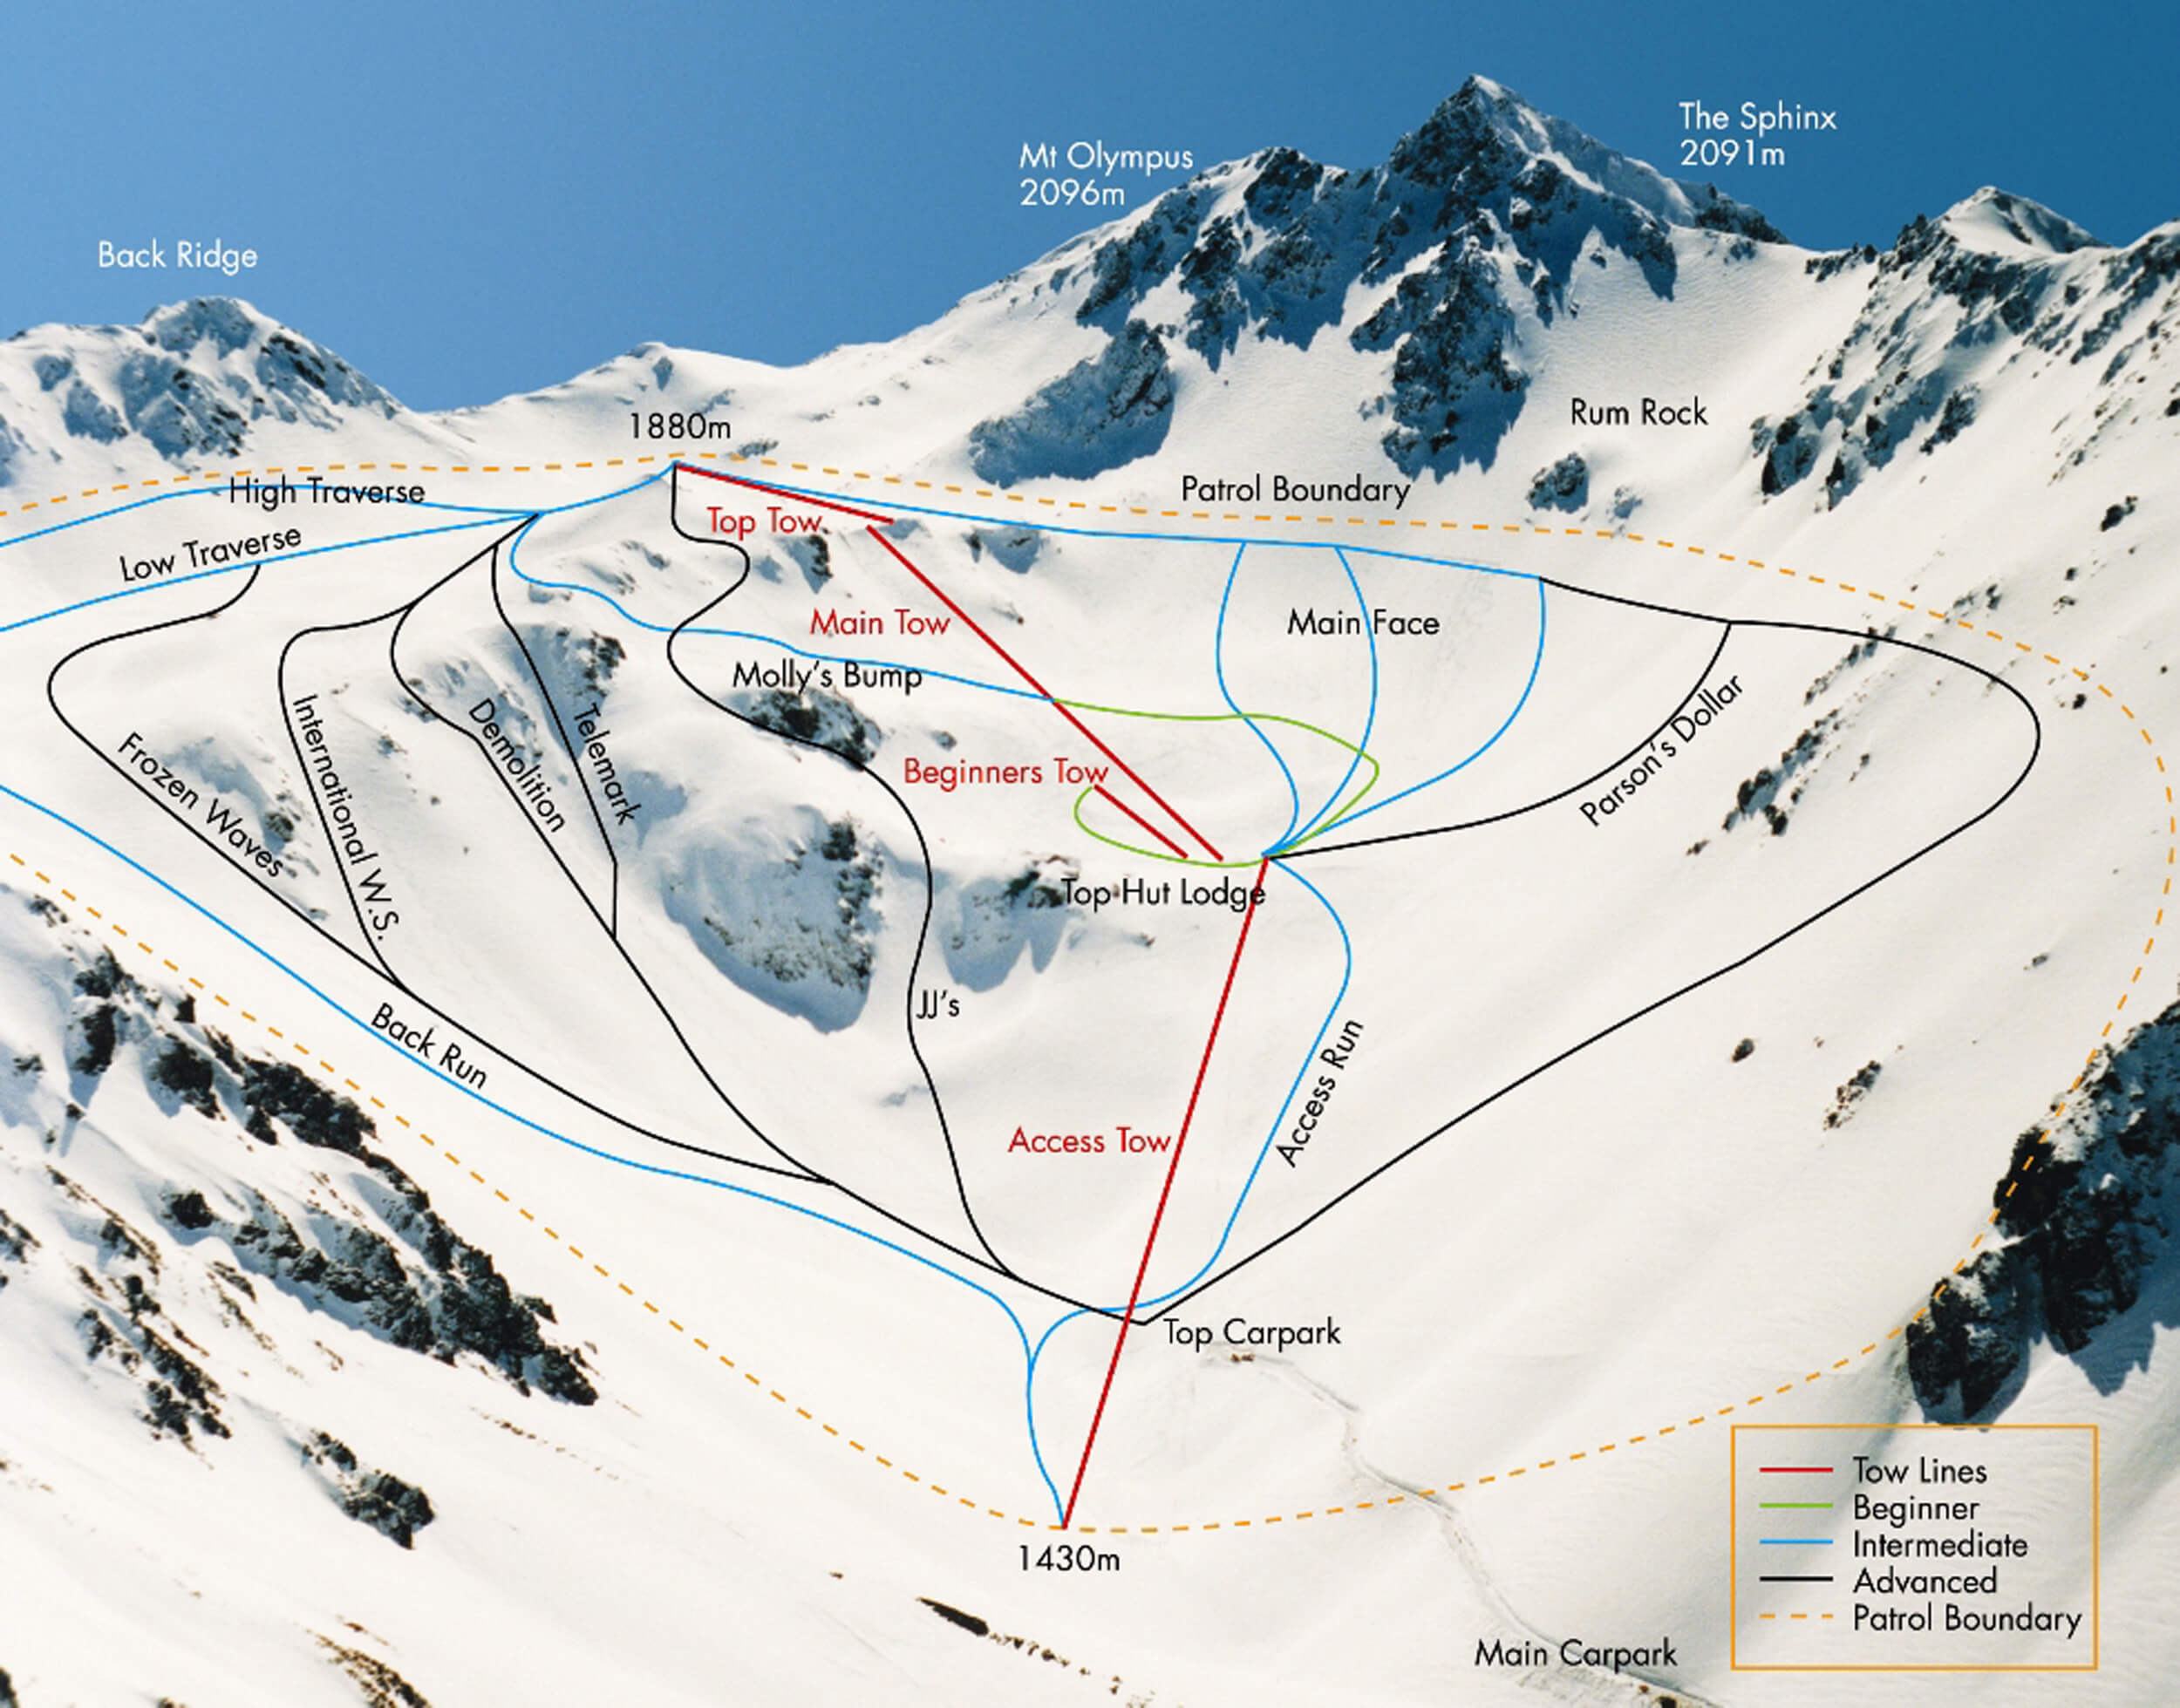 The Sphinx
2091m
Mt Olympus
2096m
Back Ridge
Rum Rock
1880m
Patrol Boundary
High Traverse
Top Tow
Low Traverse
Main Tow
Main Face
Molly's Bump
Parson's Dollar
International W.S.
Demolition
Telemark
Frozen Waves
Beginners Tow
Top Hut Lodge
JJ's
Back Run
Access Run
Access Tow
Top Carpark
1430m
Main Carpark
Tow Lines
Beginner
Intermediate
Advanced
Patrol Boundary